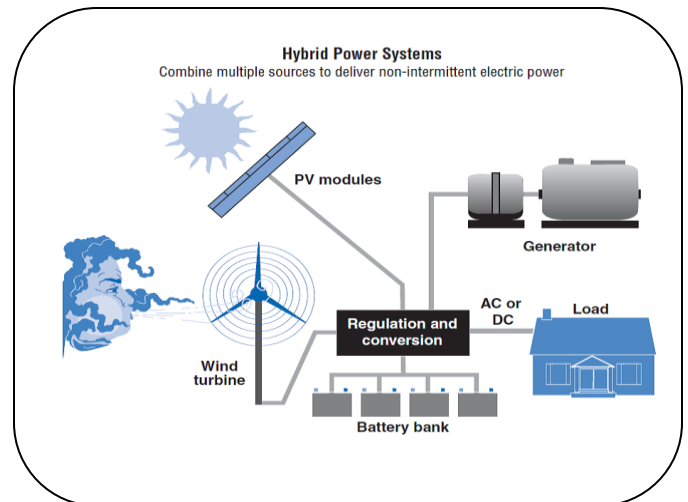 Hybrid Power Systems
Combine multiple sources to deliver non-intermittent electric power
PV modules
Generator
AC or
DC
Load
Regulation and
conversion
Wind
turbine
Battery bank